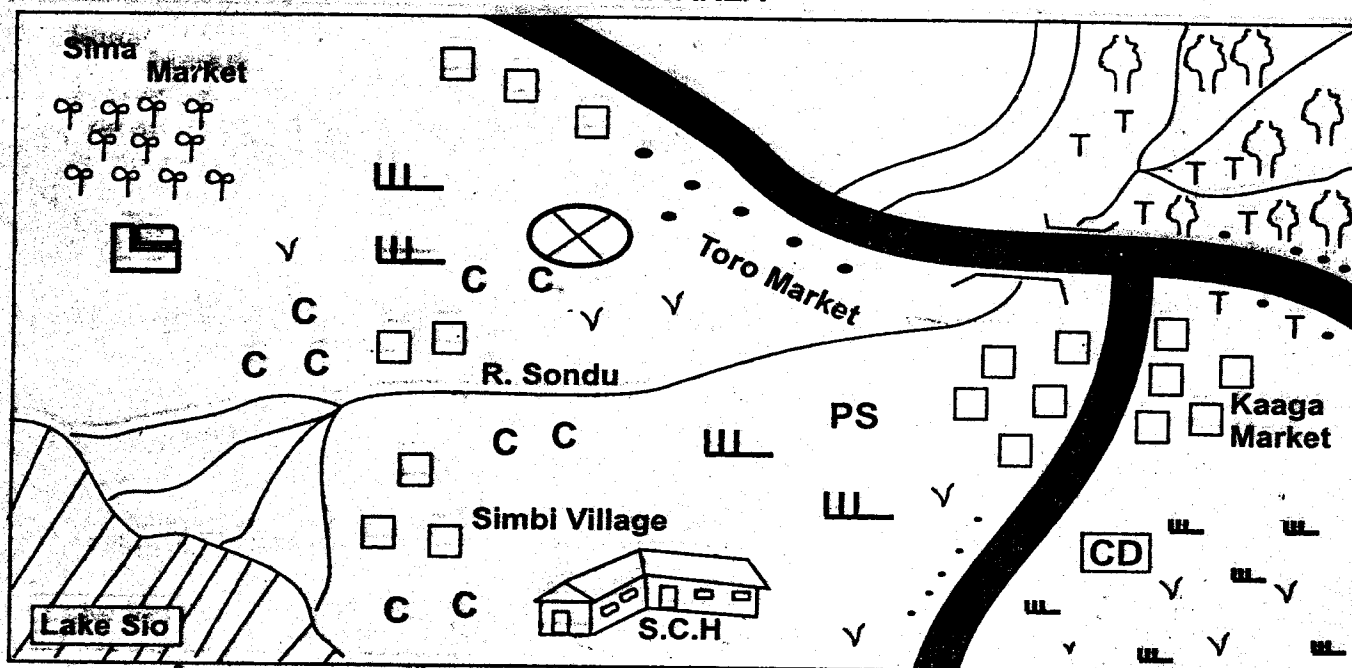 Sima
Market
T
T
T T
T T
C C
Toro Market
T
T
C
C C
R. Sondu
PS
Kaaga
Market
C C
Simbi Village
CD
C C
S.C.H
Lake Sio